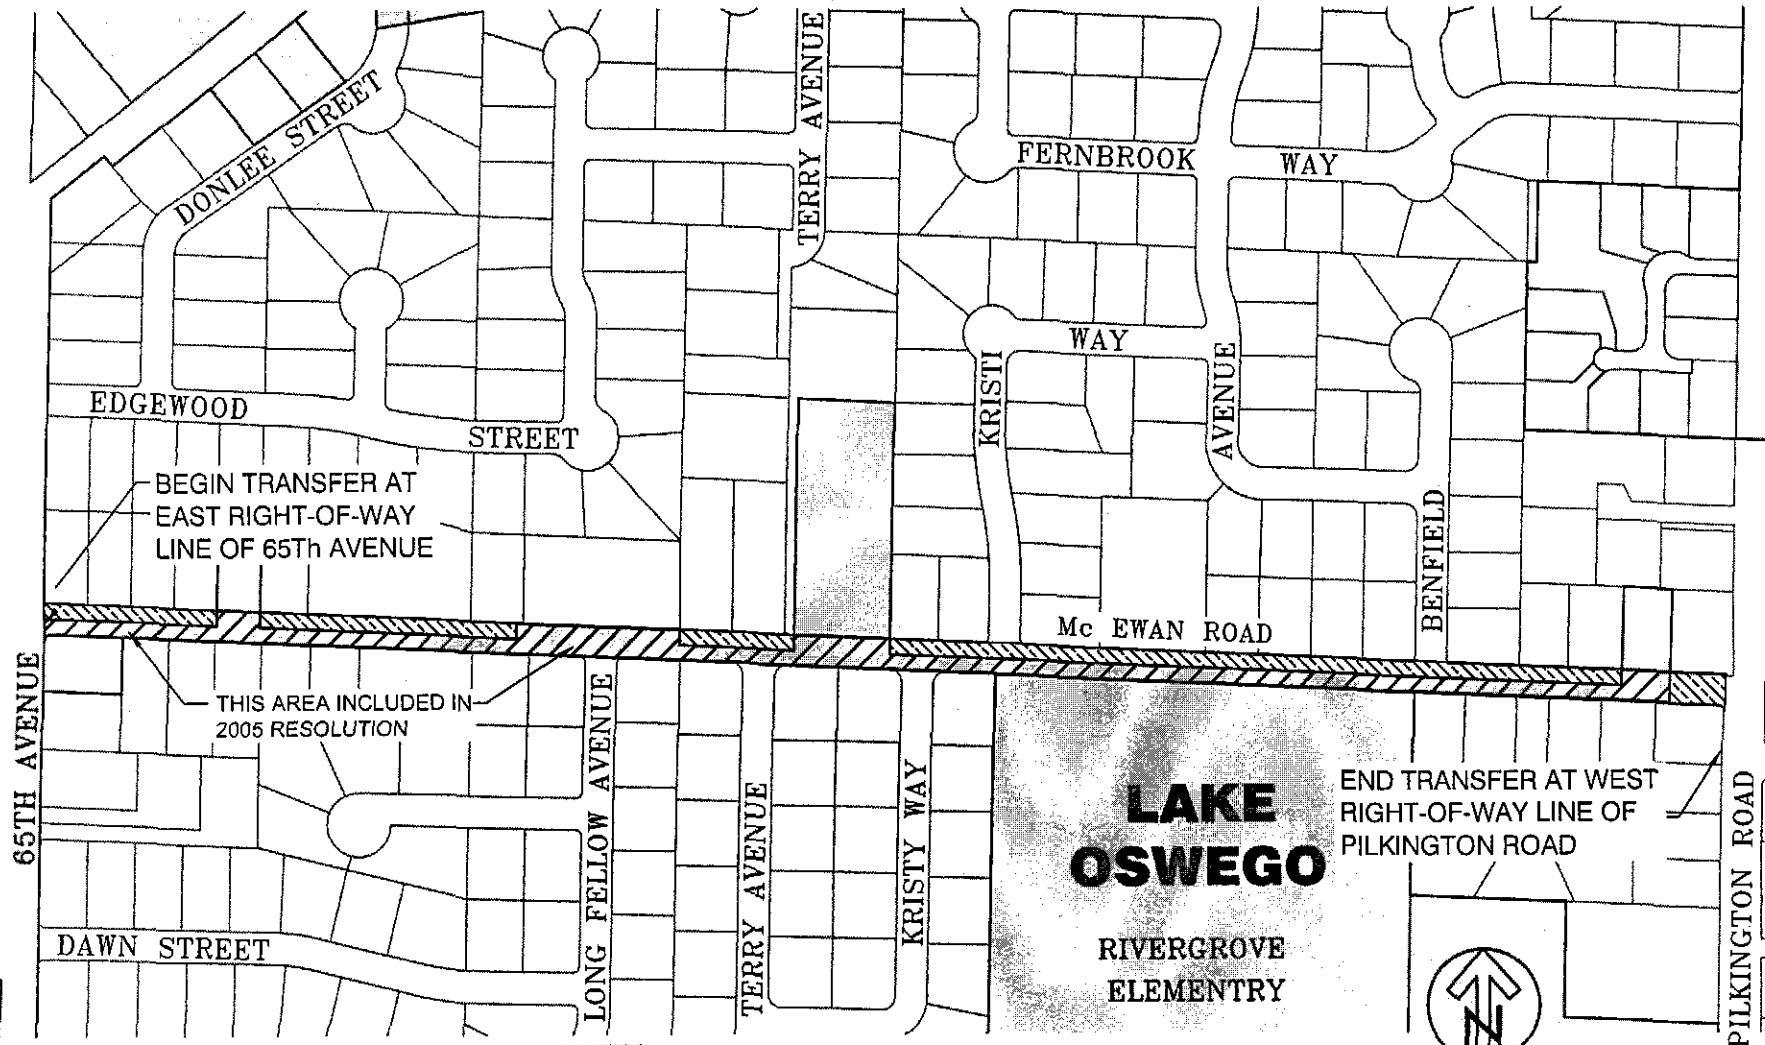 DONLEE STREET
TERRY AVENUE
FERNBROOK WAY
KRISTI WAY
AVENUE
EDGEWOOD STREET
BENFIELD
BEGIN TRANSFER AT
EAST RIGHT-OF-WAY
LINE OF 65Th AVENUE
Mc EWAN ROAD
65TH AVENUE
THIS AREA INCLUDED IN
2005 RESOLUTION
LONG FELLOW AVENUE
TERRY AVENUE
KRISTY WAY
LAKE
OSWEGO
RIVERGROVE
ELEMENTRY
END TRANSFER AT WEST
RIGHT-OF-WAY LINE OF
PILKINGTON ROAD
PILKINGTON ROAD
DAWN STREET
N